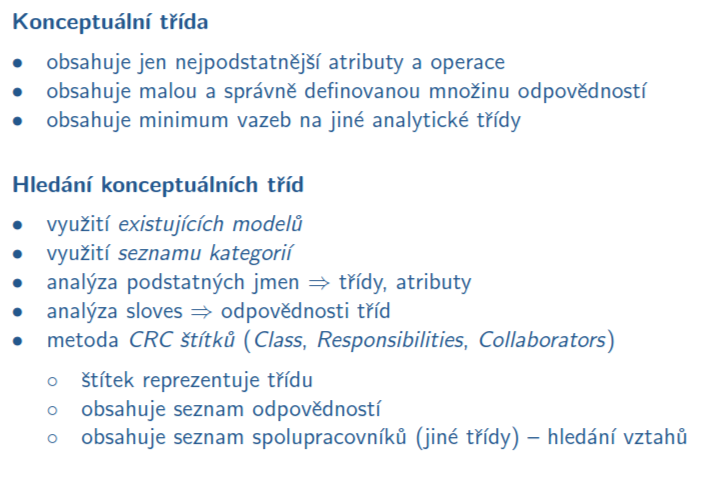 Konceptuální třída
• obsahuje jen nejpodstatnější atributy a operace
• obsahuje malou a správně definovanou množinu odpovědností
• obsahuje minimum vazeb na jiné analytické třídy
Hledání konceptuálních tříd
• využití existujících modelů
• využití seznamu kategorií
• analýza podstatných jmen ⇒ třídy, atributy
• analýza sloves ⇒ odpovědnosti tříd
• metoda CRC štítků (Class, Responsibilities, Collaborators)
○ štítek reprezentuje třídu
○ obsahuje seznam odpovědností
○ obsahuje seznam spolupracovníků (jiné třídy) – hledání vztahů